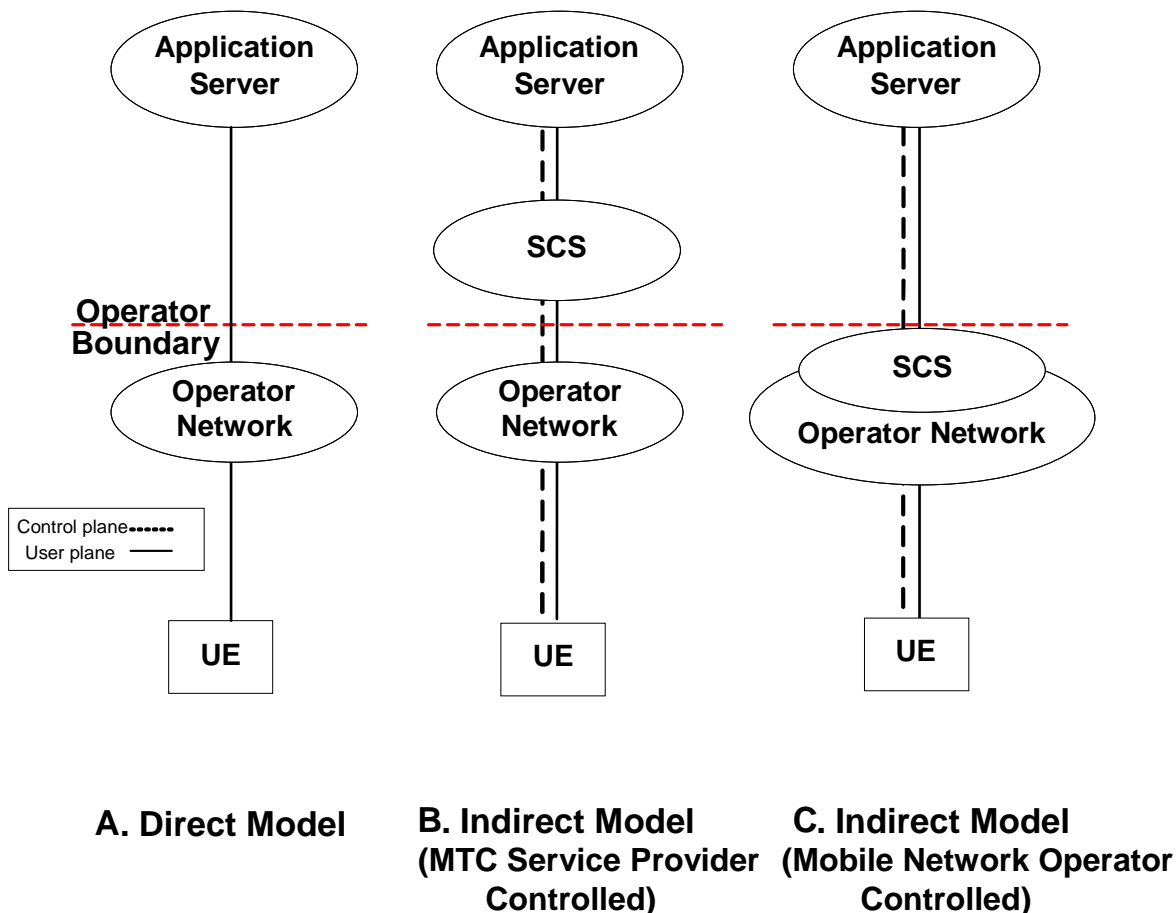 Application
Server
Application
Server
Application
Server
SCS
Operator
Boundary
SCS
Operator
Network
Operator
Network
Operator Network
Control plane
User plane
UE
UE
UE
A. Direct Model
B. Indirect Model
(MTC Service Provider
Controlled)
C. Indirect Model
(Mobile Network Operator
Controlled)